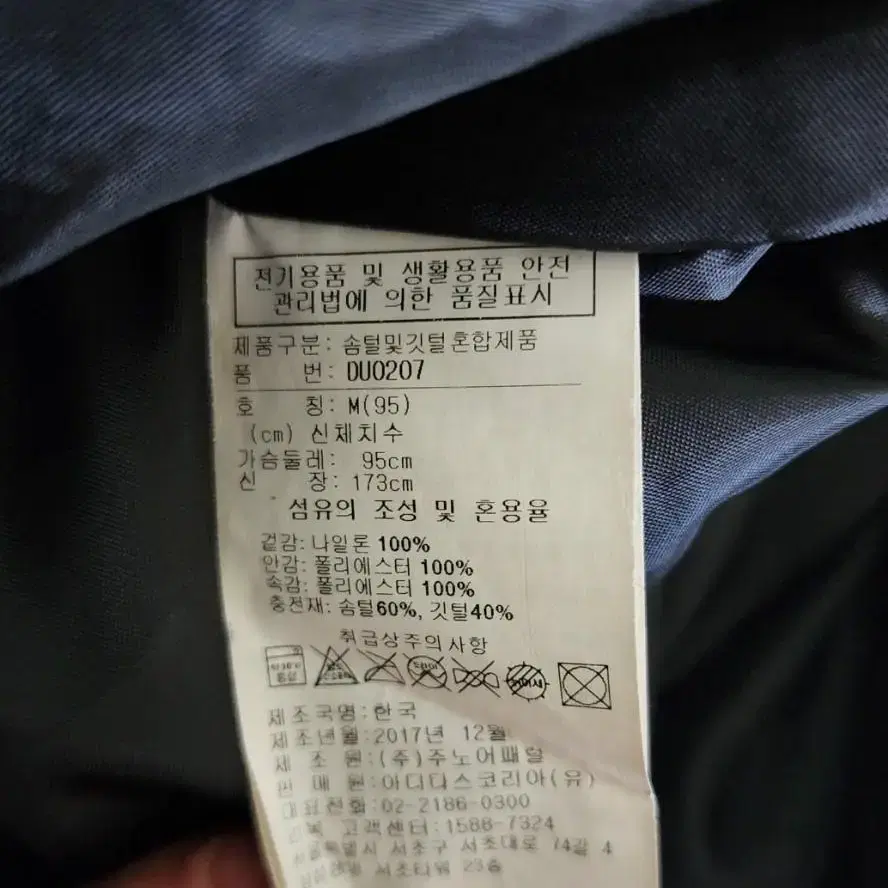 전기용품 및 생활용품 안전
관리법에 의한 품질표시
제품구분: 솜털및깃털혼합제품
품 번: DU0207
호 칭: M(95)
(cm) 신체치수
가슴둘레: 95cm
신 장: 173cm
섬유의 조성 및 혼용율
겉감: 나일론 100%
안감: 폴리에스터 100%
속감: 폴리에스터 100%
충전재: 솜털60%, 깃털40%
취급상주의사항
제조국명: 한국
제조년월: 2017년 12월
제 조 원: (주)주노어패럴
판 매 원: 아디다스코리아(유)
대표전화: 02-2186-0300
고객센터: 1588-7324
서울특별시 서초구 서초대로 74길 4
서초타워 23층